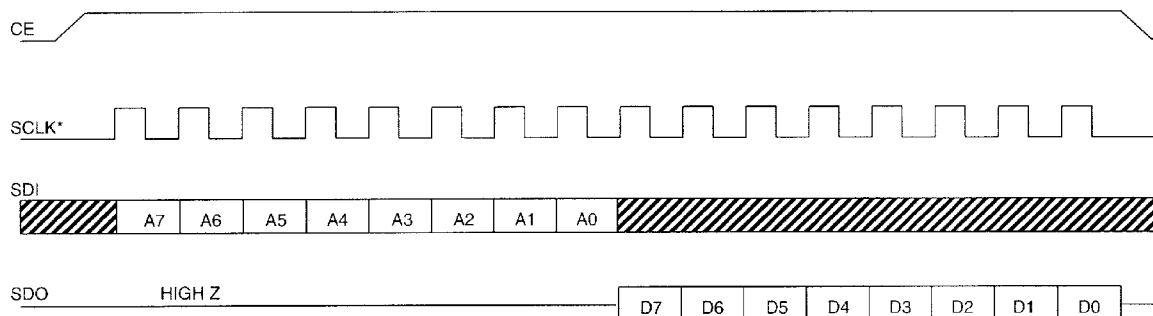 CE
SCLK*
SDI
A7 A6 A5 A4 A3 A2 A1 A0
SDO HIGH Z D7 D6 D5 D4 D3 D2 D1 D0